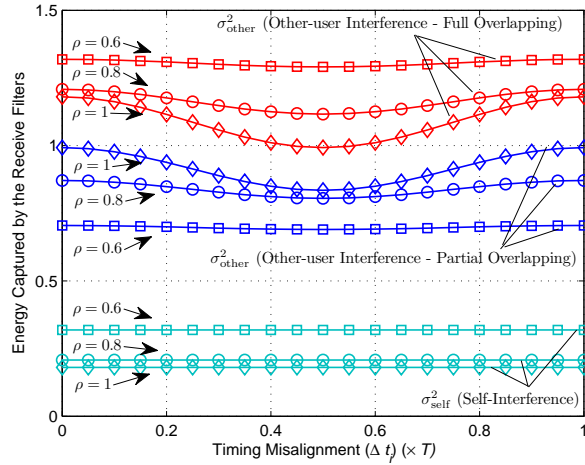 1.5
1
0.5
0
Energy Captured by the Receive Filters
ρ = 0.6
ρ = 0.8
ρ = 1
σ²other (Other-user Interference - Full Overlapping)
ρ = 1
ρ = 0.8
ρ = 0.6
σ²other (Other-user Interference - Partial Overlapping)
ρ = 0.6
ρ = 0.8
ρ = 1
σ²self (Self-Interference)
0 0.2 0.4 0.6 0.8 1
Timing Misalignment (Δ tᵢ) (× T)